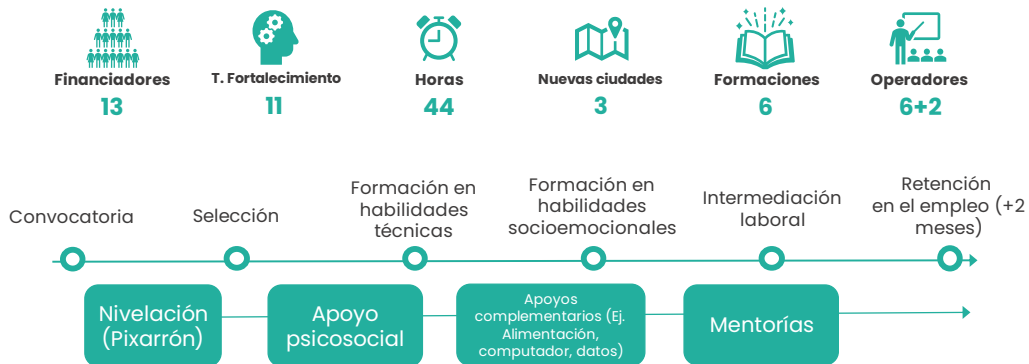 Financiadores
13
T. Fortalecimiento
11
Horas
44
Nuevas ciudades
3
Formaciones
6
Operadores
6+2
Convocatoria
Selección
Formación en
habilidades
técnicas
Formación en
habilidades
socioemocionales
Intermediación
laboral
Retención
en el empleo (+2
meses)
Nivelación
(Pixarrón)
Apoyo
psicosocial
Apoyos
complementarios (Ej.
Alimentación,
computador, datos)
Mentorías